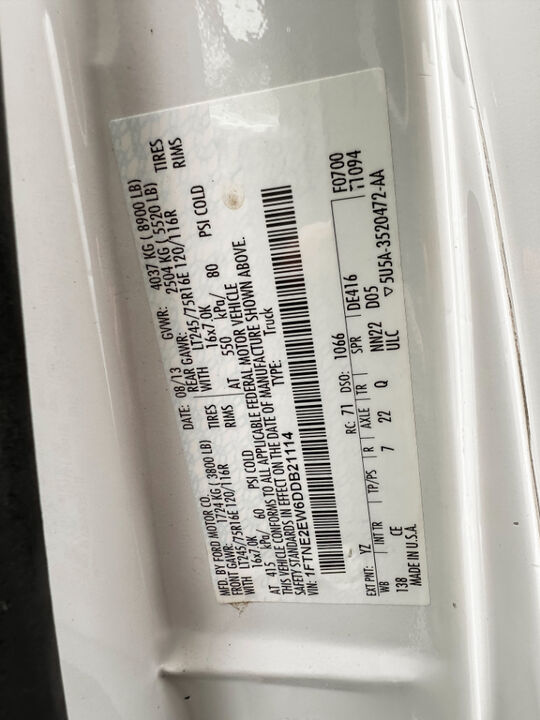 MFD. BY FORD MOTOR CO. DATE: 08/13 GVWR: 4037 KG ( 8900 LB)
FRONT GAWR: 1724 KG ( 3800 LB) REAR GAWR: 2504 KG ( 5520 LB)
LT245/75R16E 120/116R TIRES WITH LT245/75R16E 120/116R TIRES
WITH 16x7.0K RIMS 16x7.0K RIMS
AT 415 kPa/ 60 PSI COLD AT 550 kPa/ 80 PSI COLD
THIS VEHICLE CONFORMS TO ALL APPLICABLE FEDERAL MOTOR VEHICLE
SAFETY STANDARDS IN EFFECT ON THE DATE OF MANUFACTURE SHOWN ABOVE.
VIN: 1FTNE2EW6DDB21114 TYPE: Truck
F0700
T1094
EXT PNT: YZ RC: 71 DSO: 1066 DE416
WB INT TR TP/PS R AXLE TR SPR
138 CE 7 22 Q NN22 D05
MADE IN U.S.A. ULC ▽5U5A-3520472-AA